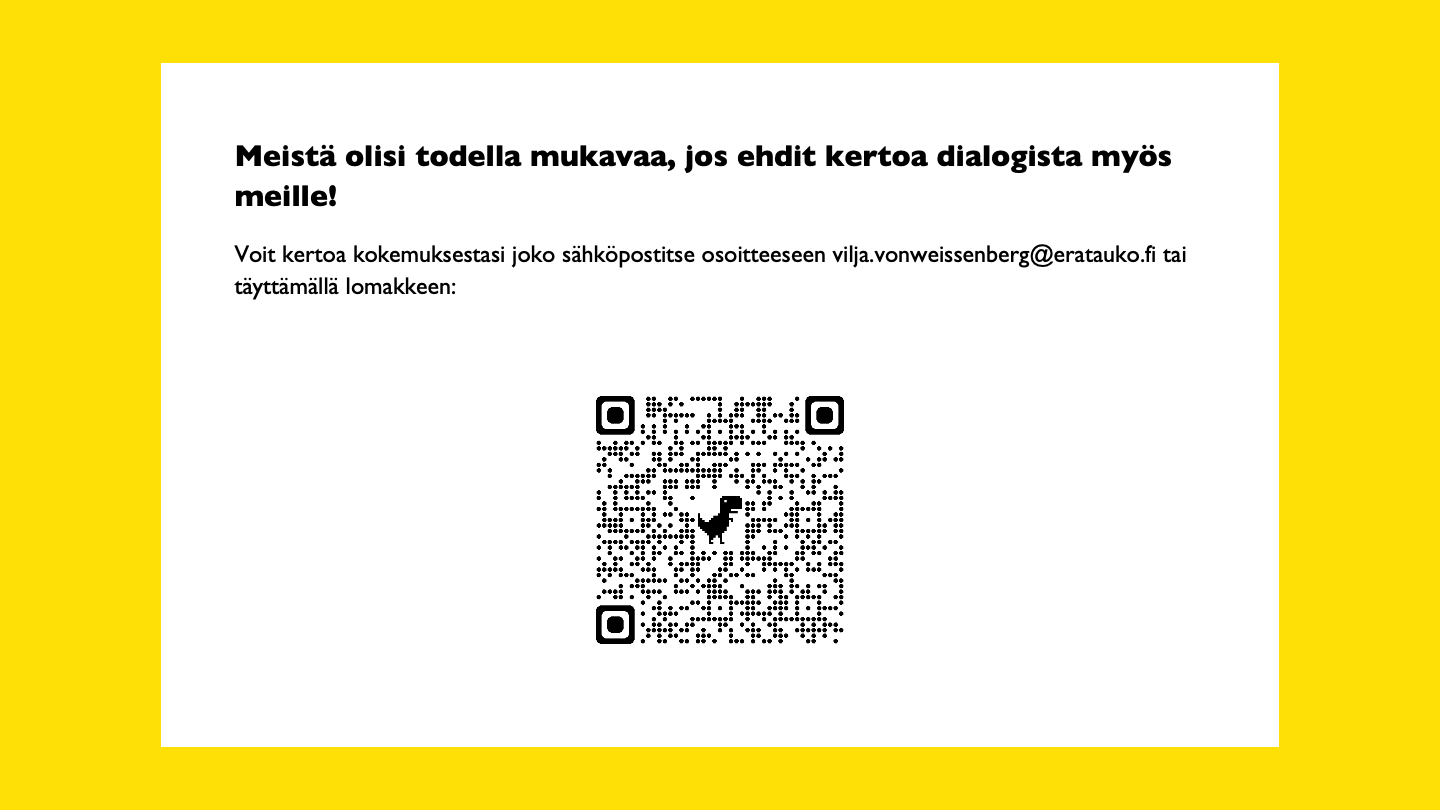 Meistä olisi todella mukavaa, jos ehdit kertoa dialogista myös
meille!
Voit kertoa kokemuksestasi joko sähköpostitse osoitteeseen vilja.vonweissenberg@eratauko.fi tai
täyttämällä lomakkeen: